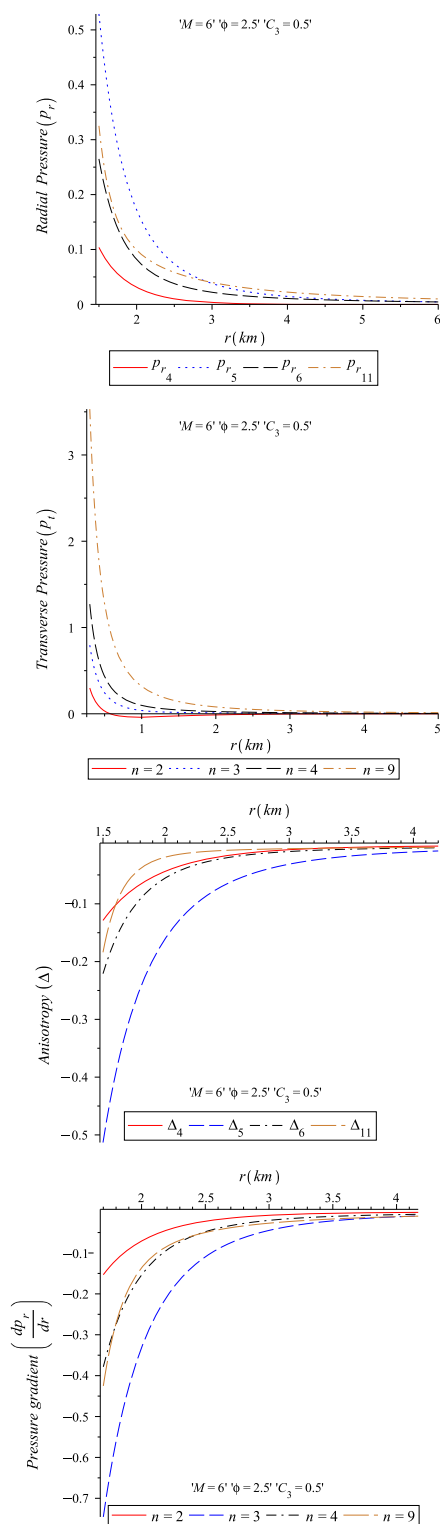 'M = 6' 'ϕ = 2.5' 'C₃ = 0.5'
0.5
0.4
0.3
0.2
0.1
0
Radial Pressure (pᵣ)
2 3 4 5 6
r (km)
pᵣ₄ pᵣ₅ pᵣ₆ pᵣ₁₁
'M = 6' 'ϕ = 2.5' 'C₃ = 0.5'
3
2
1
0
Transverse Pressure (pₜ)
1 2 3 4 5
r (km)
n = 2 n = 3 n = 4 n = 9
r (km)
1.5 2 2.5 3 3.5 4
−0.1
−0.2
−0.3
−0.4
−0.5
Anisotropy (Δ)
'M = 6' 'ϕ = 2.5' 'C₃ = 0.5'
Δ₄ Δ₅ Δ₆ Δ₁₁
r (km)
2 2.5 3 3.5 4
−0.1
−0.2
−0.3
−0.4
−0.5
−0.6
−0.7
Pressure gradient (dpᵣ/dr)
'M = 6' 'ϕ = 2.5' 'C₃ = 0.5'
n = 2 n = 3 n = 4 n = 9